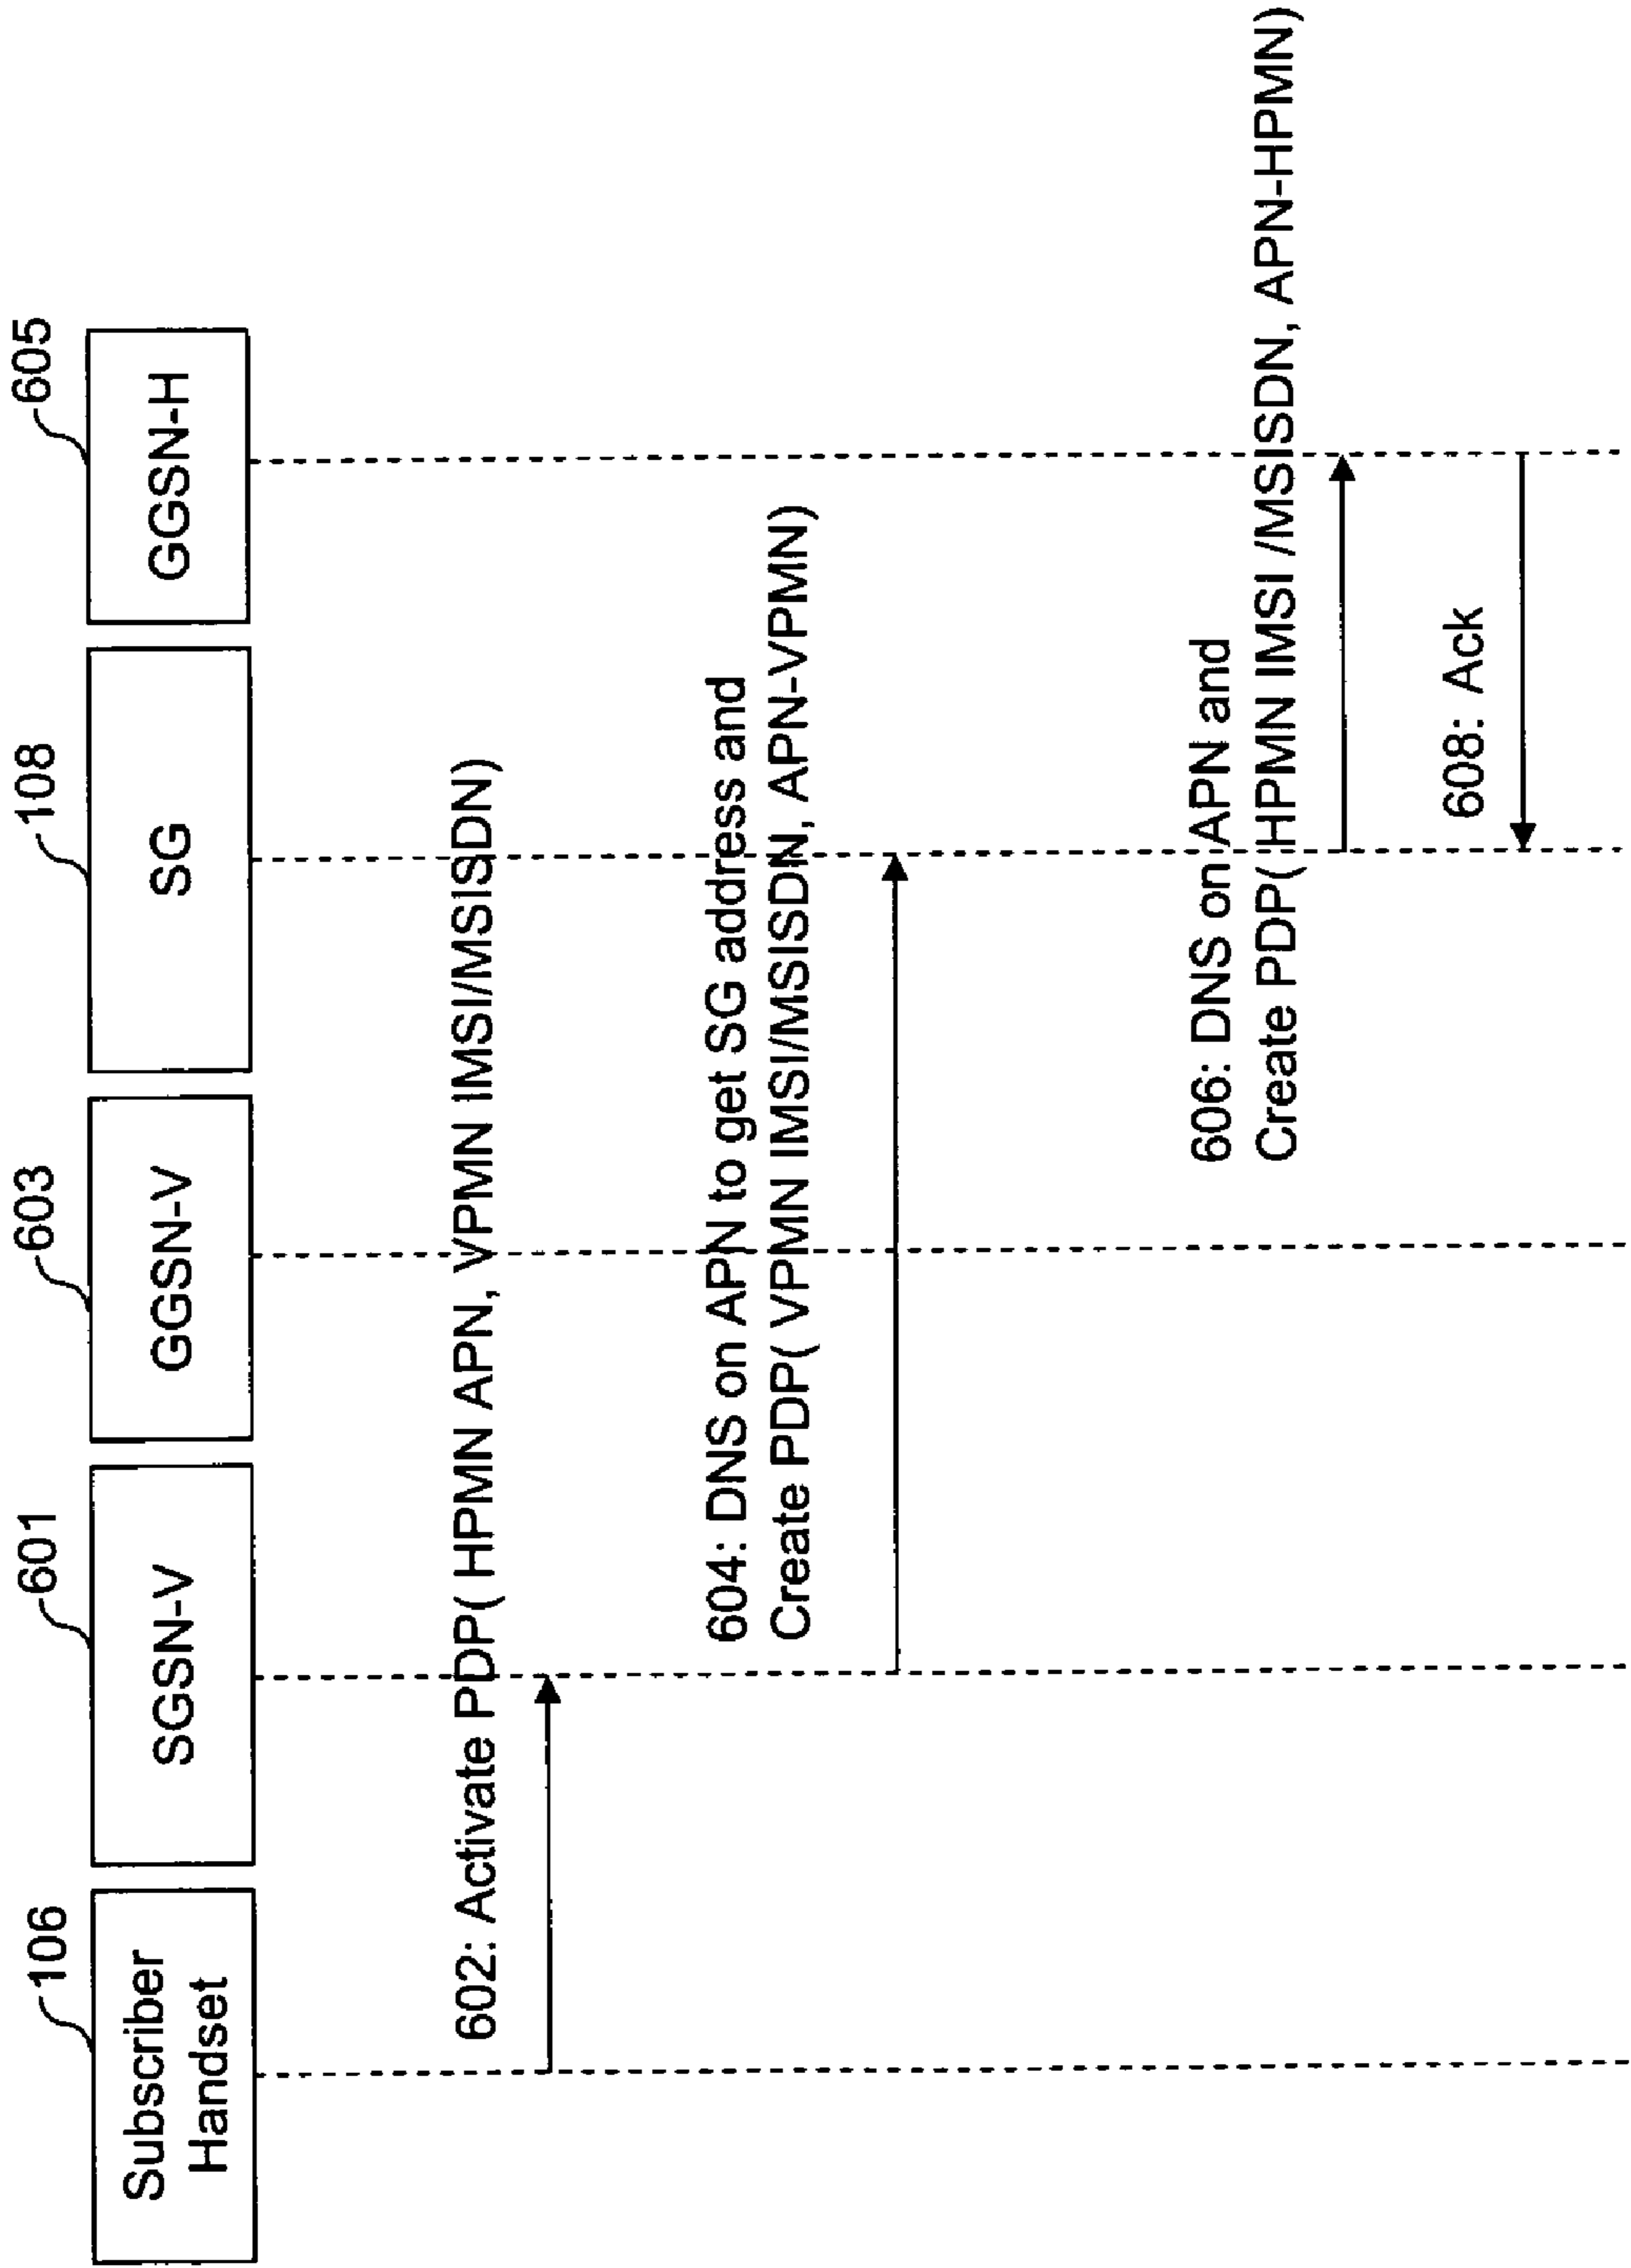 106
601
603
108
605
Subscriber
Handset
SGSN-V
GGSN-V
SG
GGSN-H
602: Activate PDP( HPMN APN, VPMN IMSI/MSISDN)
604: DNS on APN to get SG address and
Create PDP( VPMN IMSI/MSISDN, APN-VPMN)
606: DNS on APN and
Create PDP( HPMN IMSI /MSISDN, APN-HPMN)
608: Ack